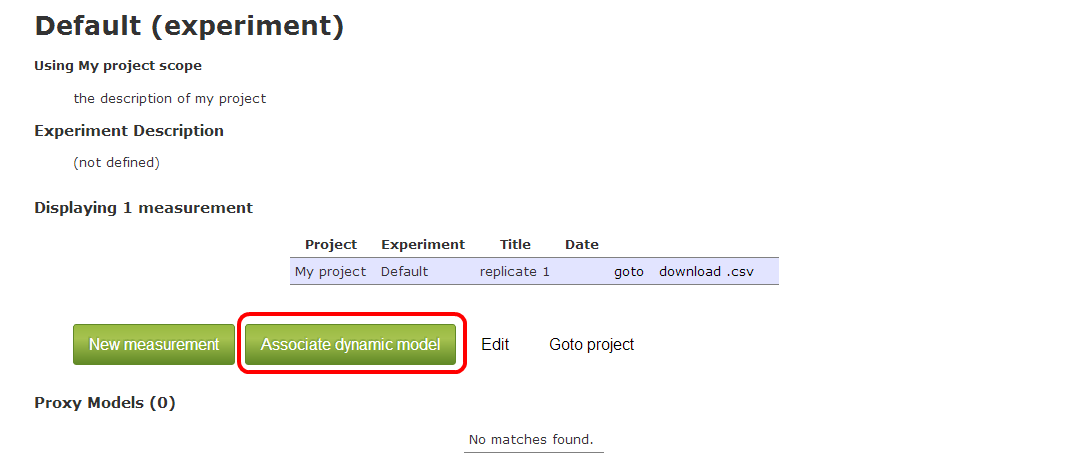 Default (experiment)
Using My project scope
the description of my project
Experiment Description
(not defined)
Displaying 1 measurement
Project Experiment Title Date
My project Default replicate 1 goto download .csv
New measurement Associate dynamic model Edit Goto project
Proxy Models (0)
No matches found.